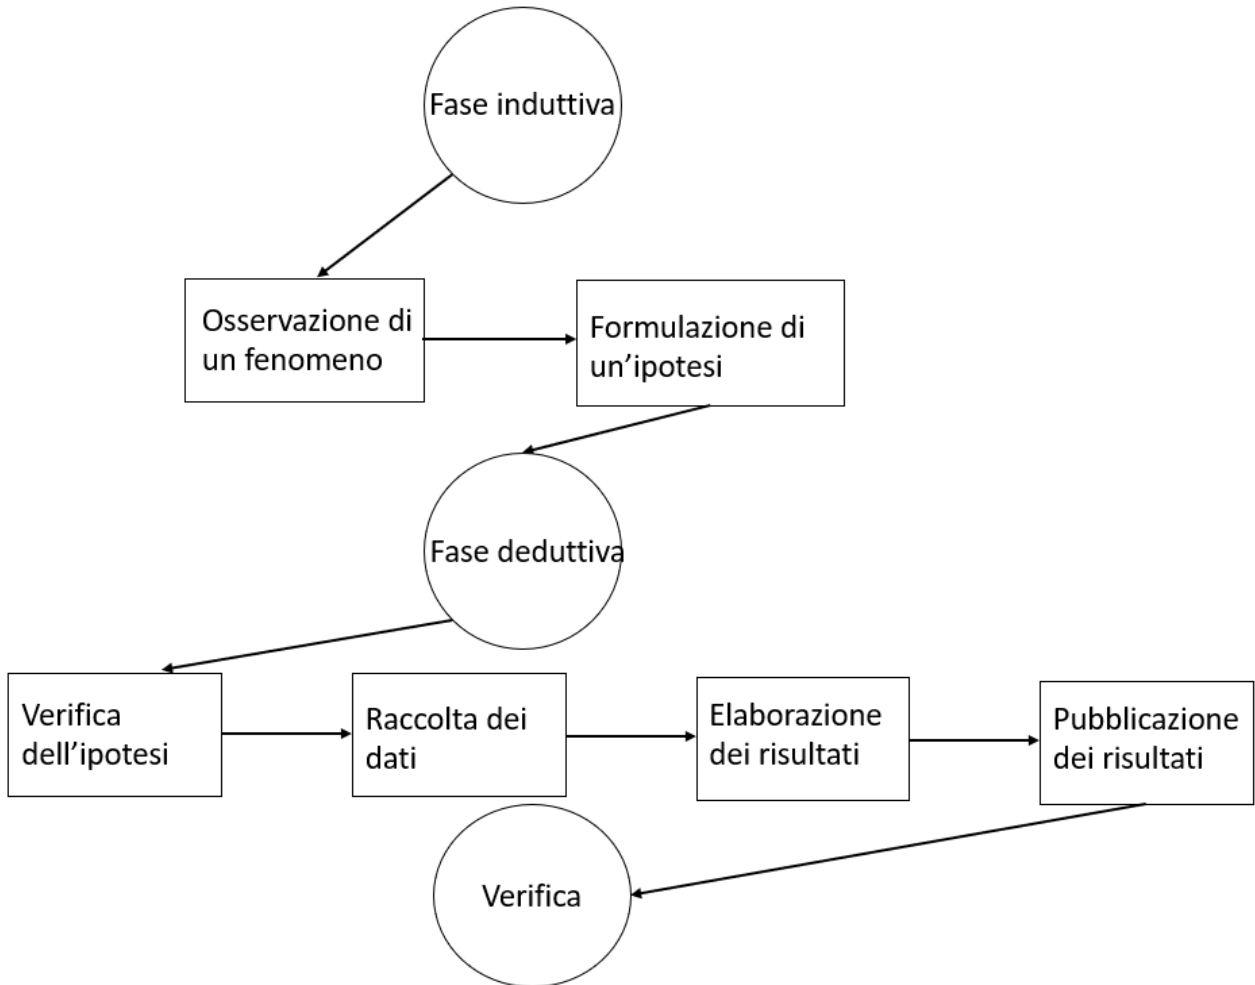 Fase induttiva
Osservazione di
un fenomeno
Formulazione di
un’ipotesi
Fase deduttiva
Verifica
dell’ipotesi
Raccolta dei
dati
Elaborazione
dei risultati
Pubblicazione
dei risultati
Verifica